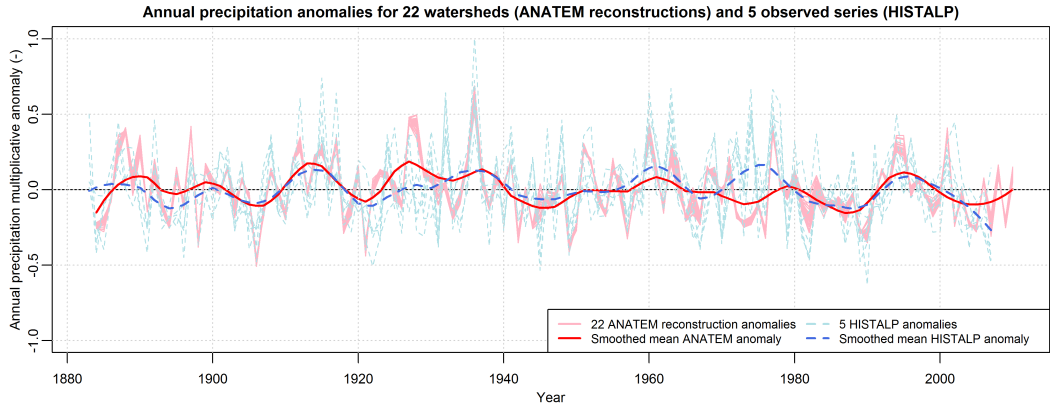 Annual precipitation anomalies for 22 watersheds (ANATEM reconstructions) and 5 observed series (HISTALP)
Annual precipitation multiplicative anomaly (-)
1.0
0.5
0.0
-0.5
-1.0
22 ANATEM reconstruction anomalies
5 HISTALP anomalies
Smoothed mean ANATEM anomaly
Smoothed mean HISTALP anomaly
1880
1900
1920
1940
1960
1980
2000
Year